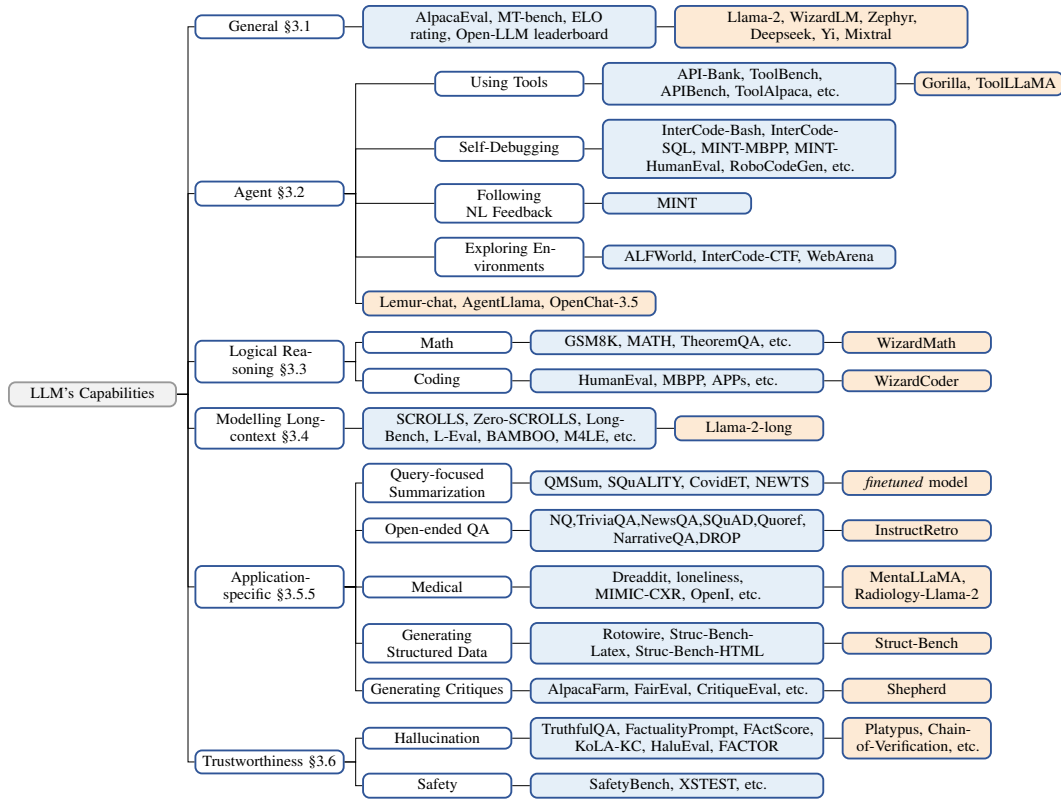 General §3.1
AlpacaEval, MT-bench, ELO
rating, Open-LLM leaderboard
Llama-2, WizardLM, Zephyr,
Deepseek, Yi, Mixtral
Using Tools
API-Bank, ToolBench,
APIBench, ToolAlpaca, etc.
Gorilla, ToolLLaMA
Self-Debugging
InterCode-Bash, InterCode-
SQL, MINT-MBPP, MINT-
HumanEval, RoboCodeGen, etc.
Agent §3.2
Following
NL Feedback
MINT
Exploring En-
vironments
ALFWorld, InterCode-CTF, WebArena
Lemur-chat, AgentLlama, OpenChat-3.5
Logical Rea-
soning §3.3
Math
GSM8K, MATH, TheoremQA, etc.
WizardMath
Coding
HumanEval, MBPP, APPs, etc.
WizardCoder
LLM's Capabilities
Modelling Long-
context §3.4
SCROLLS, Zero-SCROLLS, Long-
Bench, L-Eval, BAMBOO, M4LE, etc.
Llama-2-long
Query-focused
Summarization
QMSum, SQuALITY, CovidET, NEWTS
finetuned model
Open-ended QA
NQ,TriviaQA,NewsQA,SQuAD,Quoref,
NarrativeQA,DROP
InstructRetro
Application-
specific §3.5.5
Medical
Dreaddit, loneliness,
MIMIC-CXR, OpenI, etc.
MentaLLaMA,
Radiology-Llama-2
Generating
Structured Data
Rotowire, Struc-Bench-
Latex, Struc-Bench-HTML
Struct-Bench
Generating Critiques
AlpacaFarm, FairEval, CritiqueEval, etc.
Shepherd
Trustworthiness §3.6
Hallucination
TruthfulQA, FactualityPrompt, FActScore,
KoLA-KC, HaluEval, FACTOR
Platypus, Chain-
of-Verification, etc.
Safety
SafetyBench, XSTEST, etc.